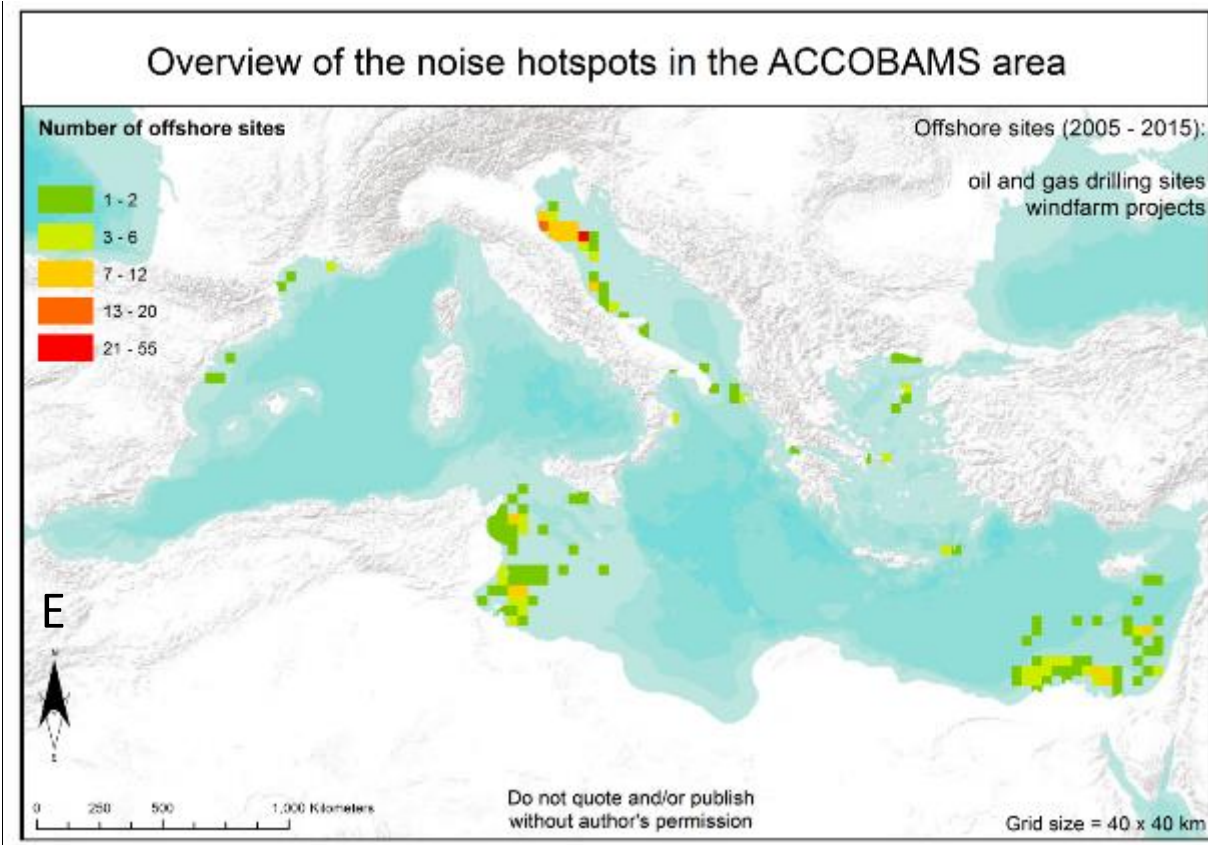 Overview of the noise hotspots in the ACCOBAMS area
Number of offshore sites
1 - 2
3 - 6
7 - 12
13 - 20
21 - 55
Offshore sites (2005 - 2015):
oil and gas drilling sites
windfarm projects
E
N
S
0 250 500 1,000 Kilometers
Do not quote and/or publish
without author's permission
Grid size = 40 x 40 km